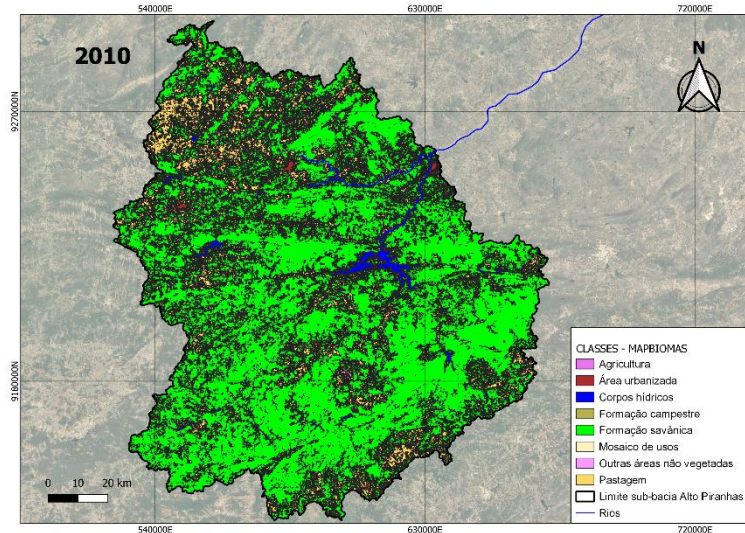 540000E 630000E 720000E
2010
N
9270000N
9270000N
9180000N
9180000N
CLASSES - MAPBIOMAS
Agricultura
Área urbanizada
Corpos hídricos
Formação campestre
Formação savânica
Mosaico de usos
Outras áreas não vegetadas
Pastagem
Limite sub-bacia Alto Piranhas
Rios
0 10 20 km
540000E 630000E 720000E